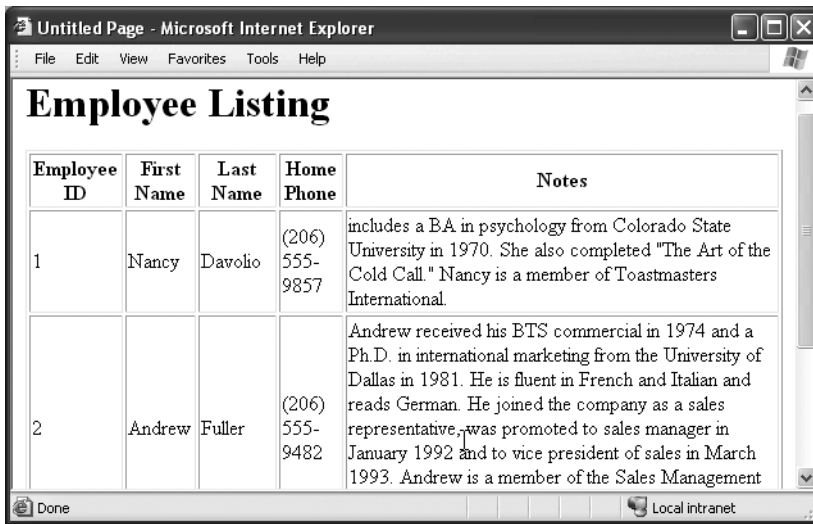 Untitled Page - Microsoft Internet Explorer
File Edit View Favorites Tools Help
Employee Listing
Employee ID First Name Last Name Home Phone Notes
1 Nancy Davolio (206) 555-9857
includes a BA in psychology from Colorado State
University in 1970. She also completed "The Art of the
Cold Call." Nancy is a member of Toastmasters
International.
2 Andrew Fuller (206) 555-9482
Andrew received his BTS commercial in 1974 and a
Ph.D. in international marketing from the University of
Dallas in 1981. He is fluent in French and Italian and
reads German. He joined the company as a sales
representative, was promoted to sales manager in
January 1992 and to vice president of sales in March
1993. Andrew is a member of the Sales Management
Done Local intranet